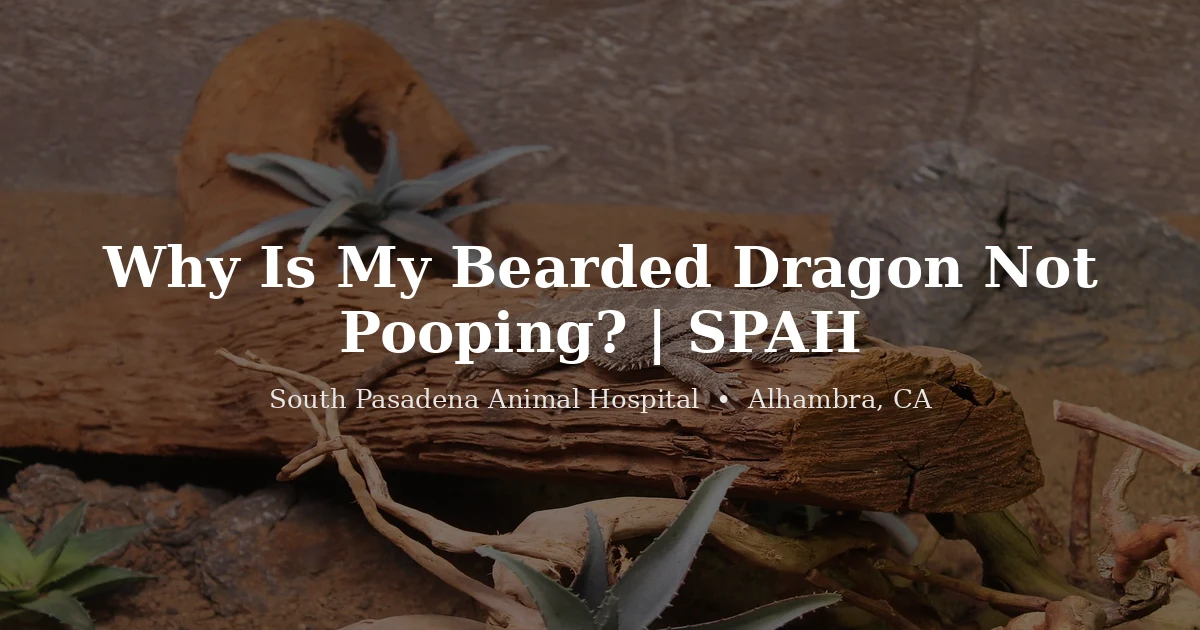 Why Is My Bearded Dragon Not
Pooping? | SPAH
South Pasadena Animal Hospital • Alhambra, CA